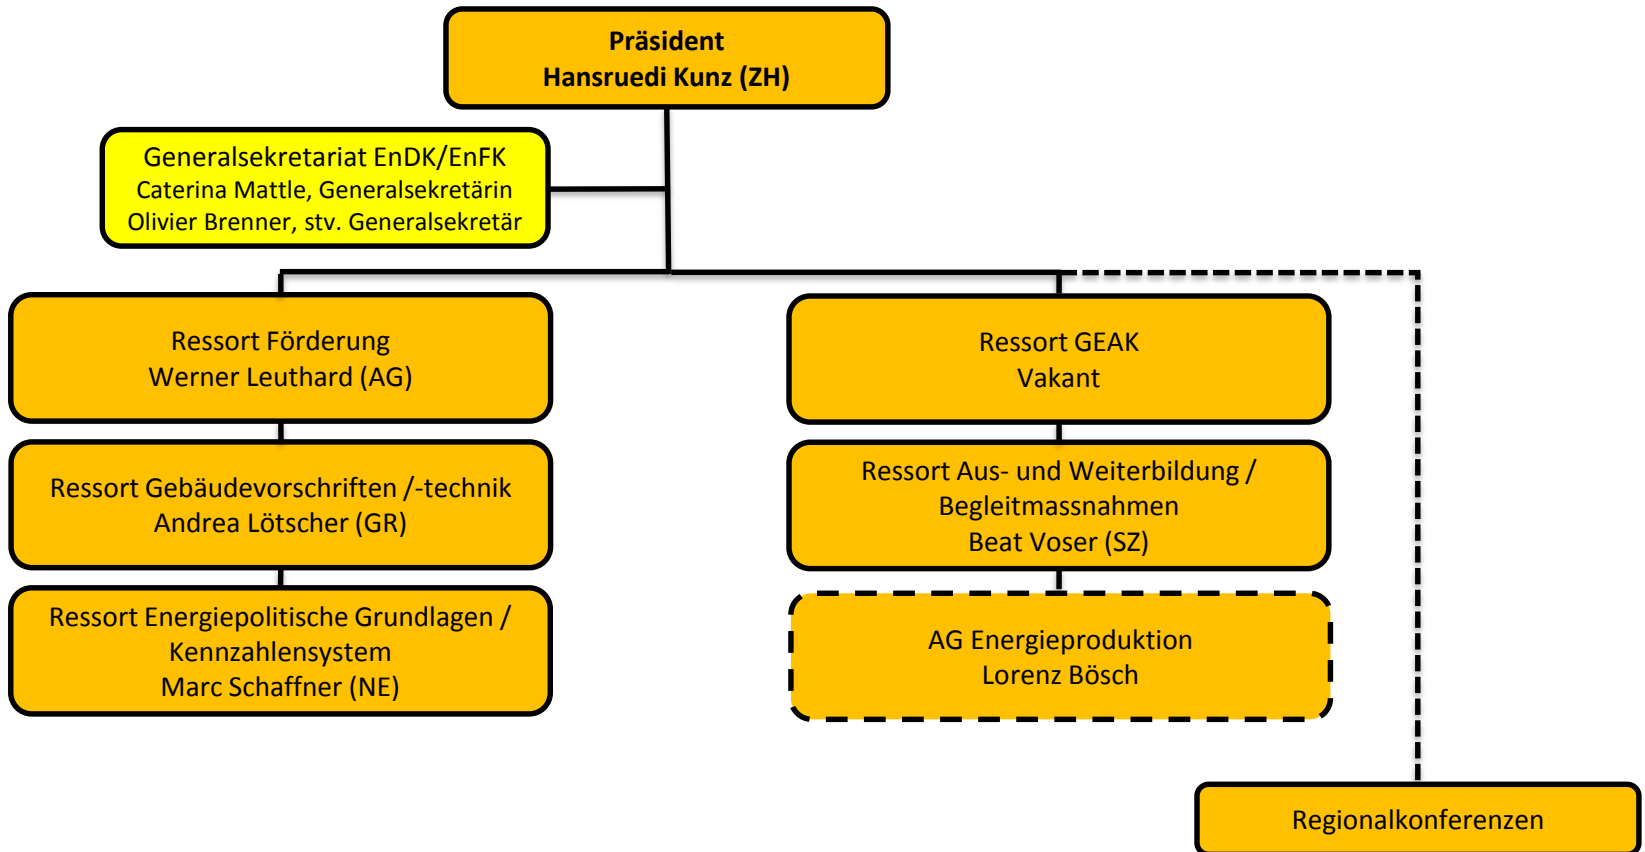 Präsident
Hansruedi Kunz (ZH)
Generalsekretariat EnDK/EnFK
Caterina Mattle, Generalsekretärin
Olivier Brenner, stv. Generalsekretär
Ressort Förderung
Werner Leuthard (AG)
Ressort Gebäudevorschriften /-technik
Andrea Lötscher (GR)
Ressort Energiepolitische Grundlagen /
Kennzahlensystem
Marc Schaffner (NE)
Ressort GEAK
Vakant
Ressort Aus- und Weiterbildung /
Begleitmassnahmen
Beat Voser (SZ)
AG Energieproduktion
Lorenz Bösch
Regionalkonferenzen